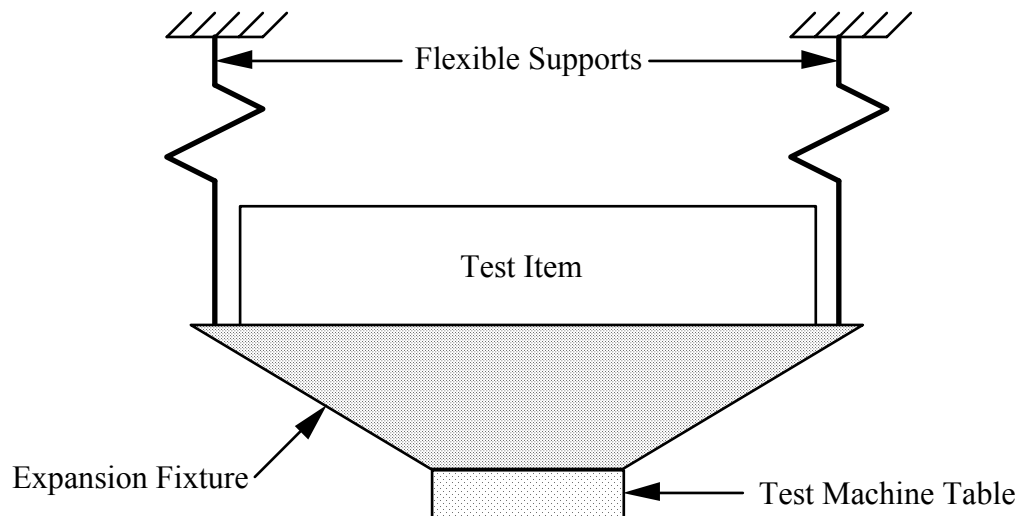 Flexible Supports
Test Item
Expansion Fixture
Test Machine Table